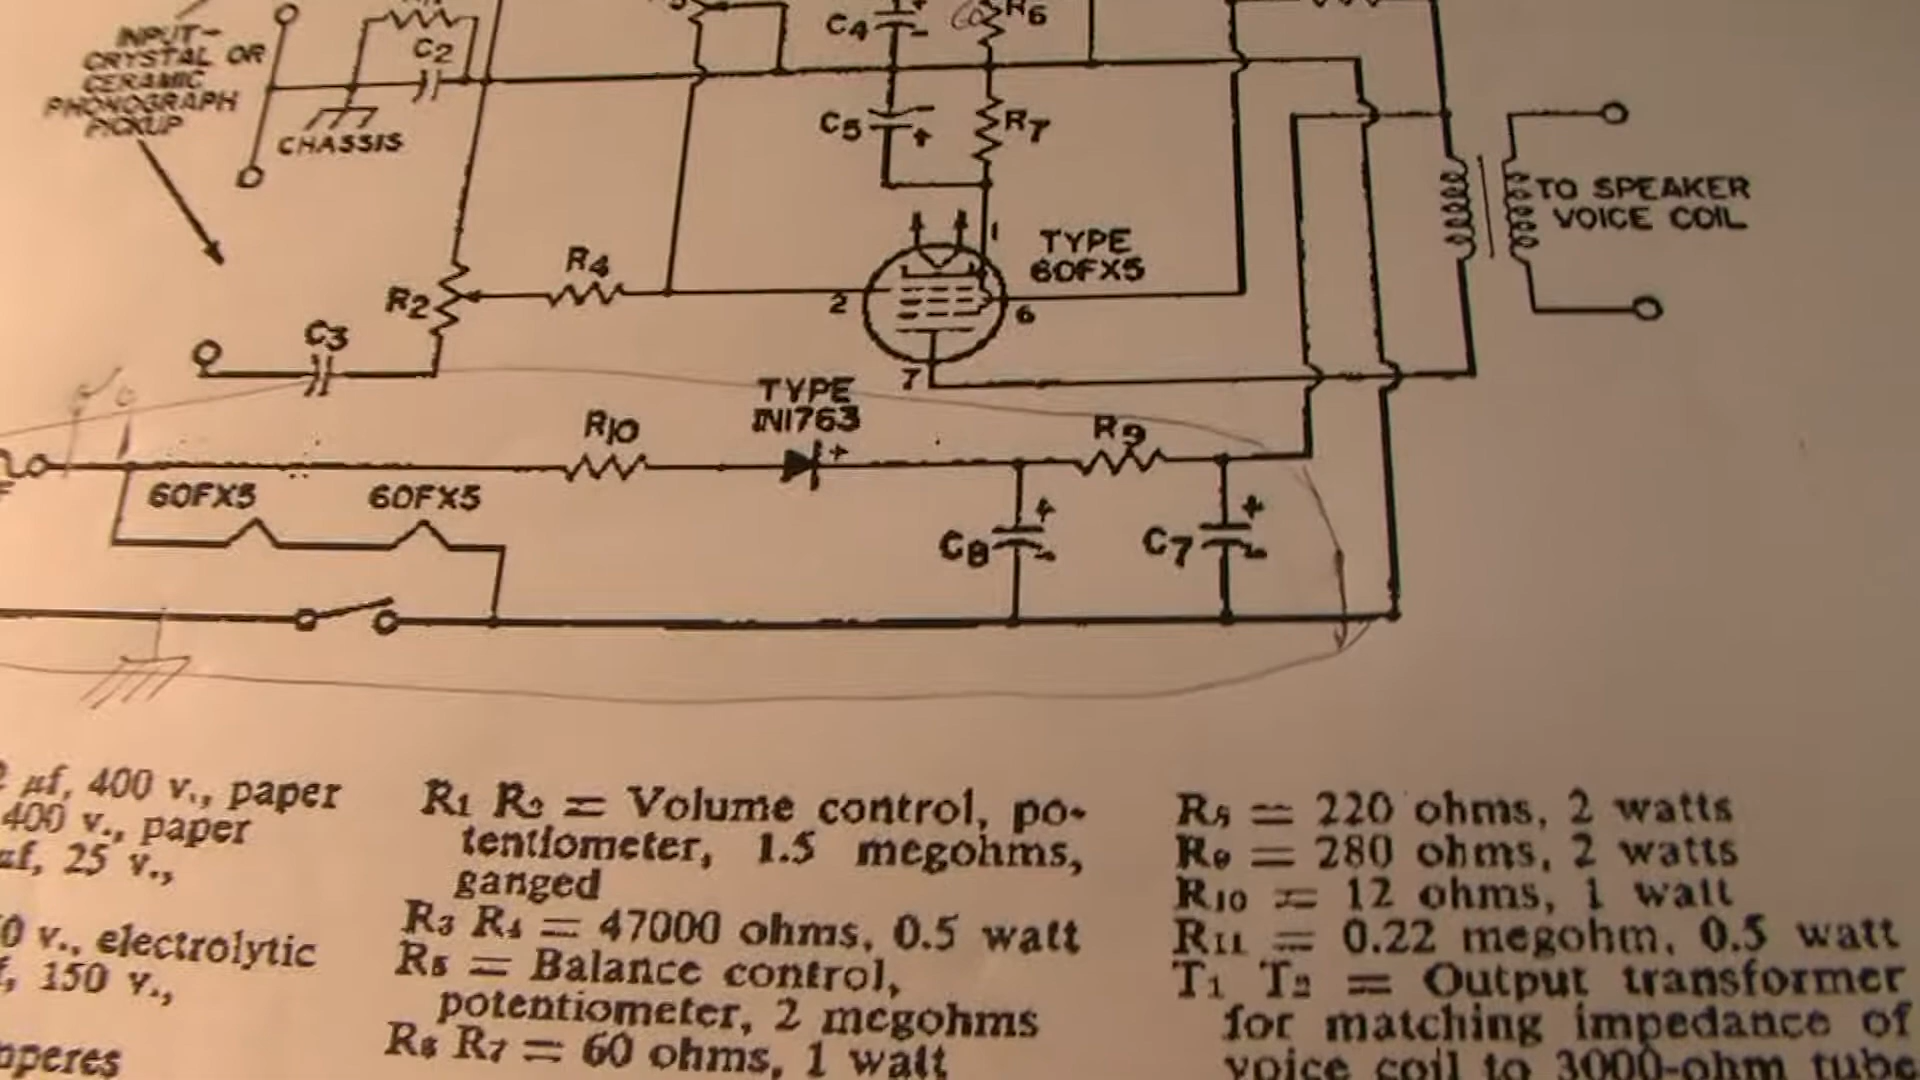 INPUT-
CRYSTAL OR
CERAMIC
PHONOGRAPH
PICKUP
CHASSIS
C2
C4
R6
C5
R7
1
TYPE
60FX5
TO SPEAKER
VOICE COIL
R4
R2
2
6
7
C3
TYPE
IN1763
+
R10
R9
60FX5
60FX5
C8
+
-
C7
+
-
µf, 400 v., paper
400 v., paper
25 v.,
v., electrolytic
150 v.,
R1 R2 = Volume control, po-
tentiometer, 1.5 megohms,
ganged
R3 R4 = 47000 ohms, 0.5 watt
R5 = Balance control,
potentiometer, 2 megohms
R6 R7 = 60 ohms, 1 watt
R8 = 220 ohms, 2 watts
R9 = 280 ohms, 2 watts
R10 = 12 ohms, 1 watt
R11 = 0.22 megohm, 0.5 watt
T1 T2 = Output transformer
for matching impedance of
voice coil to 3000-ohm tube